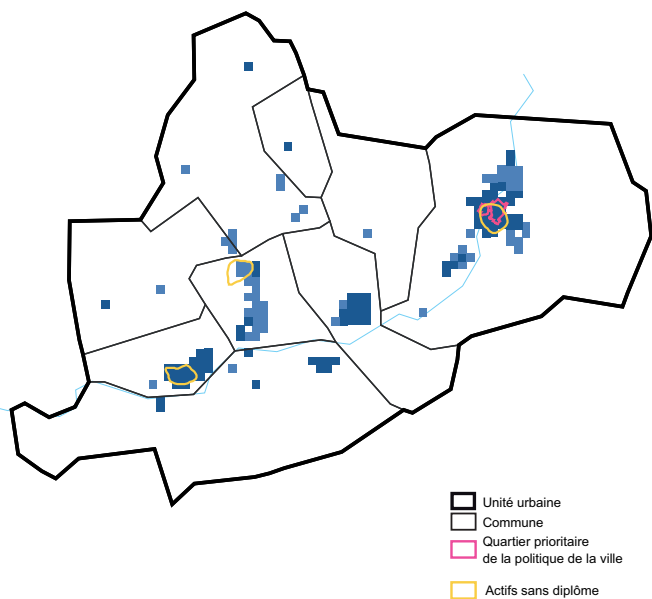 Unité urbaine
Commune
Quartier prioritaire
de la politique de la ville
Actifs sans diplôme